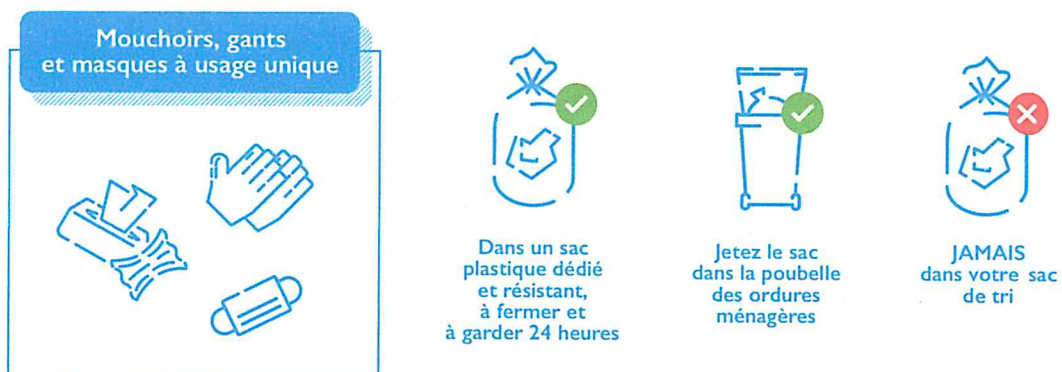 Mouchoirs, gants
et masques à usage unique
Dans un sac
plastique dédié
et résistant,
à fermer et
à garder 24 heures
Jetez le sac
dans la poubelle
des ordures
ménagères
JAMAIS
dans votre sac
de tri